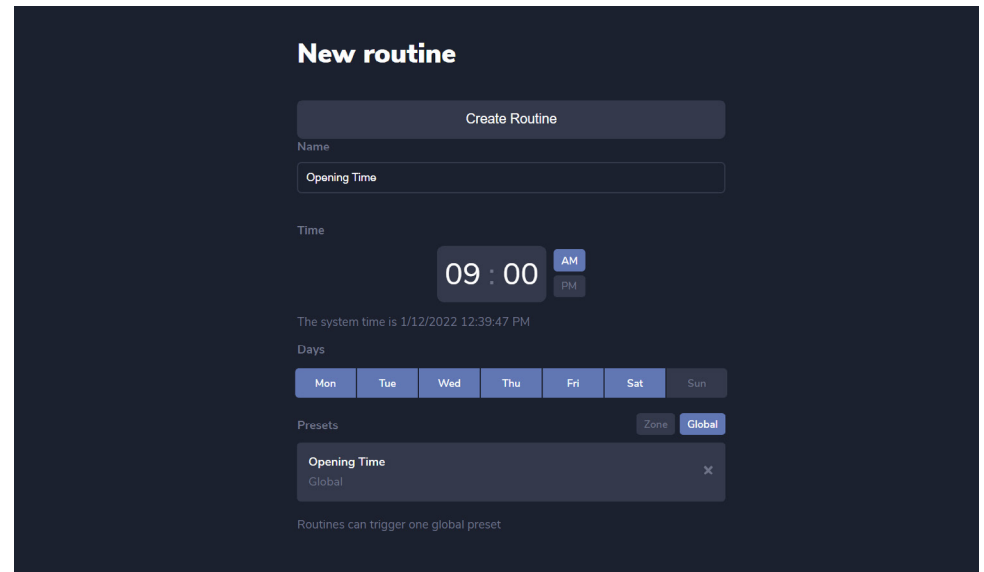 New routine
Create Routine
Name
Opening Time
Time
09 : 00
AM
PM
The system time is 1/12/2022 12:39:47 PM
Days
Mon Tue Wed Thu Fri Sat Sun
Presets Zone Global
Opening Time
Global
Routines can trigger one global preset